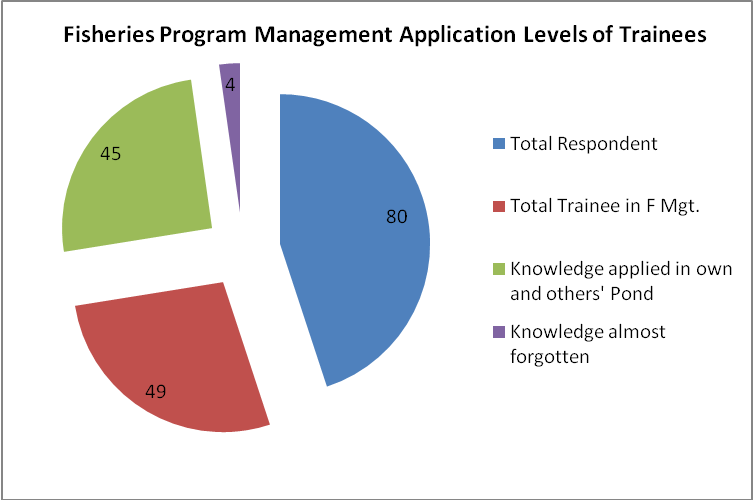 Fisheries Program Management Application Levels of Trainees
4
45
80
49
Total Respondent
Total Trainee in F Mgt.
Knowledge applied in own
and others' Pond
Knowledge almost
forgotten